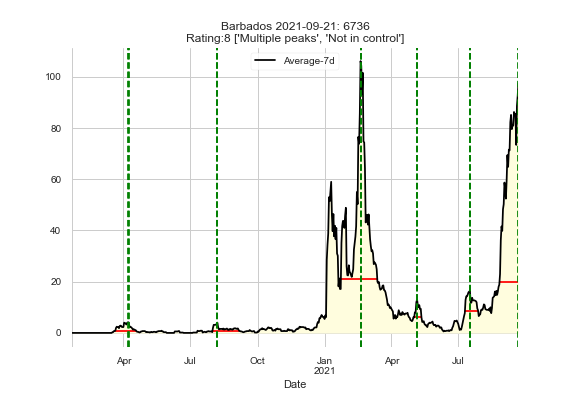 Barbados 2021-09-21: 6736
Rating:8 ['Multiple peaks', 'Not in control']
Average-7d
100
80
60
40
20
0
Apr Jul Oct Jan Apr Jul
2021
Date